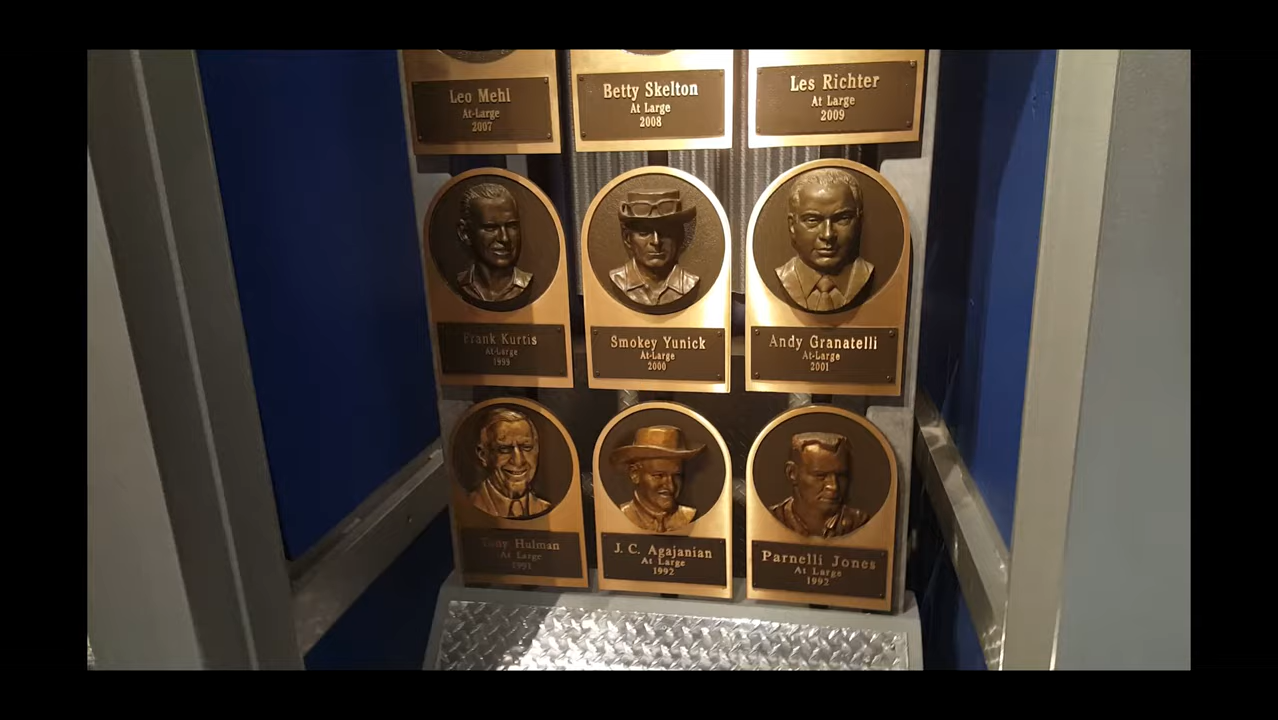 Leo Mehl
At-Large
2007
Betty Skelton
At Large
2008
Les Richter
At Large
2009
Frank Kurtis
At-Large
1999
Smokey Yunick
At-Large
2000
Andy Granatelli
At-Large
2001
Tony Hulman
At Large
1991
J. C. Agajanian
At Large
1992
Parnelli Jones
At Large
1992